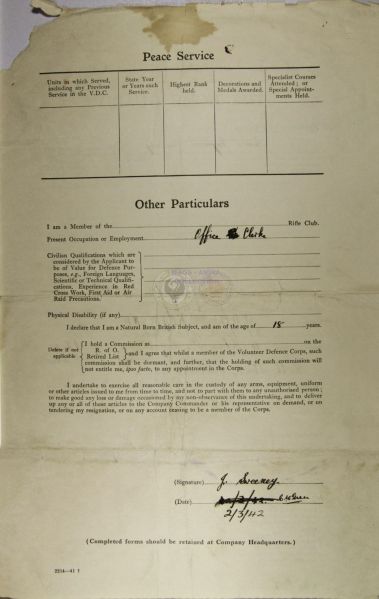 Peace Service
Units in which Served, including any Previous Service in the V.D.C.
State Year or Years such Service.
Highest Rank held.
Decorations and Medals Awarded.
Specialist Courses Attended; or Special Appointments Held.
Other Particulars
I am a Member of the Rifle Club.
Present Occupation or Employment Office Clerk
Civilian Qualifications which
are considered by the Applicant
to be of Value for Defence Pur-
poses, e.g., Foreign Languages,
Scientific or Technical Qualifi-
cations, Experience in Red
Cross Work, First Aid or Air
Raid Precautions.
Physical Disability (if any)
I declare that I am a Natural Born British Subject, and am of the age of 18 years.
Delete if not applicable
I hold a Commission as on the
R. of O.
Retired List
and I agree that whilst a member of the Volunteer Defence Corps, such
commission shall be dormant, and further, that the holding of such commission will
not entitle me, ipso facto, to any appointment in the Corps.
I undertake to exercise all reasonable care in the custody of any arms, equipment, uniform
or other articles issued to me from time to time, and not to part with them to any unauthorised person;
to make good any loss or damage occasioned by my non-observance of this undertaking, and to deliver
up any or all of these articles to the Company Commander or his representative on demand, or on
tendering my resignation, or on any account ceasing to be a member of the Corps.
(Signature) J. Sweeney.
(Date)
2/3/42
(Completed forms should be retained at Company Headquarters.)